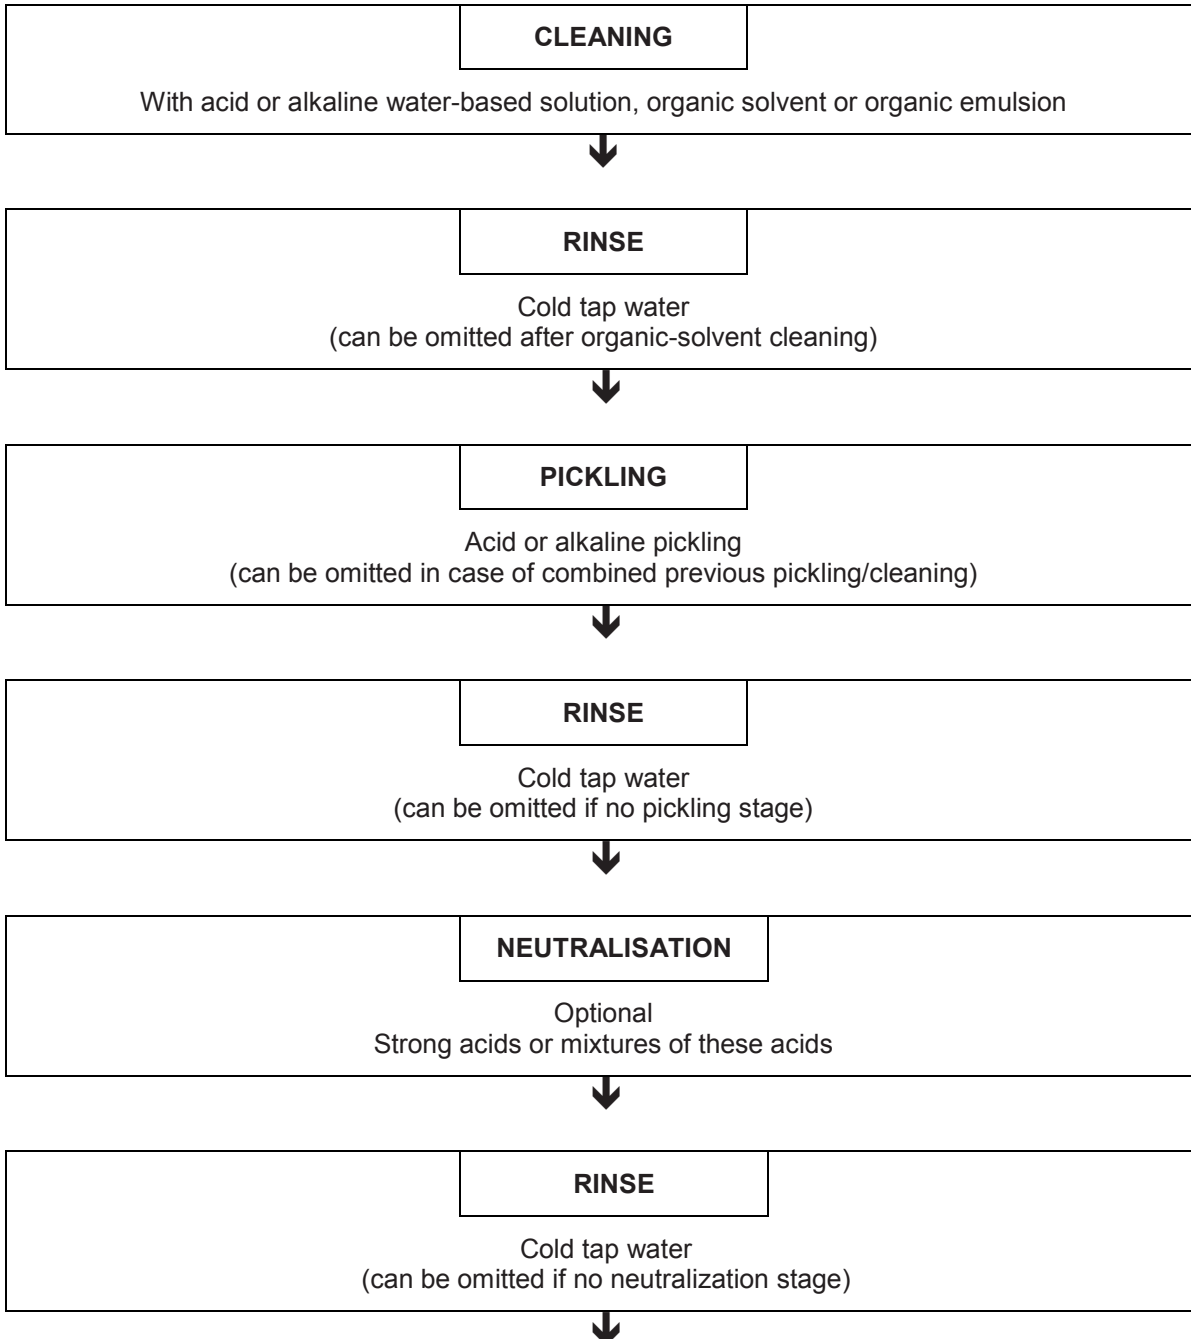 CLEANING
With acid or alkaline water-based solution, organic solvent or organic emulsion
RINSE
Cold tap water
(can be omitted after organic-solvent cleaning)
PICKLING
Acid or alkaline pickling
(can be omitted in case of combined previous pickling/cleaning)
RINSE
Cold tap water
(can be omitted if no pickling stage)
NEUTRALISATION
Optional
Strong acids or mixtures of these acids
RINSE
Cold tap water
(can be omitted if no neutralization stage)